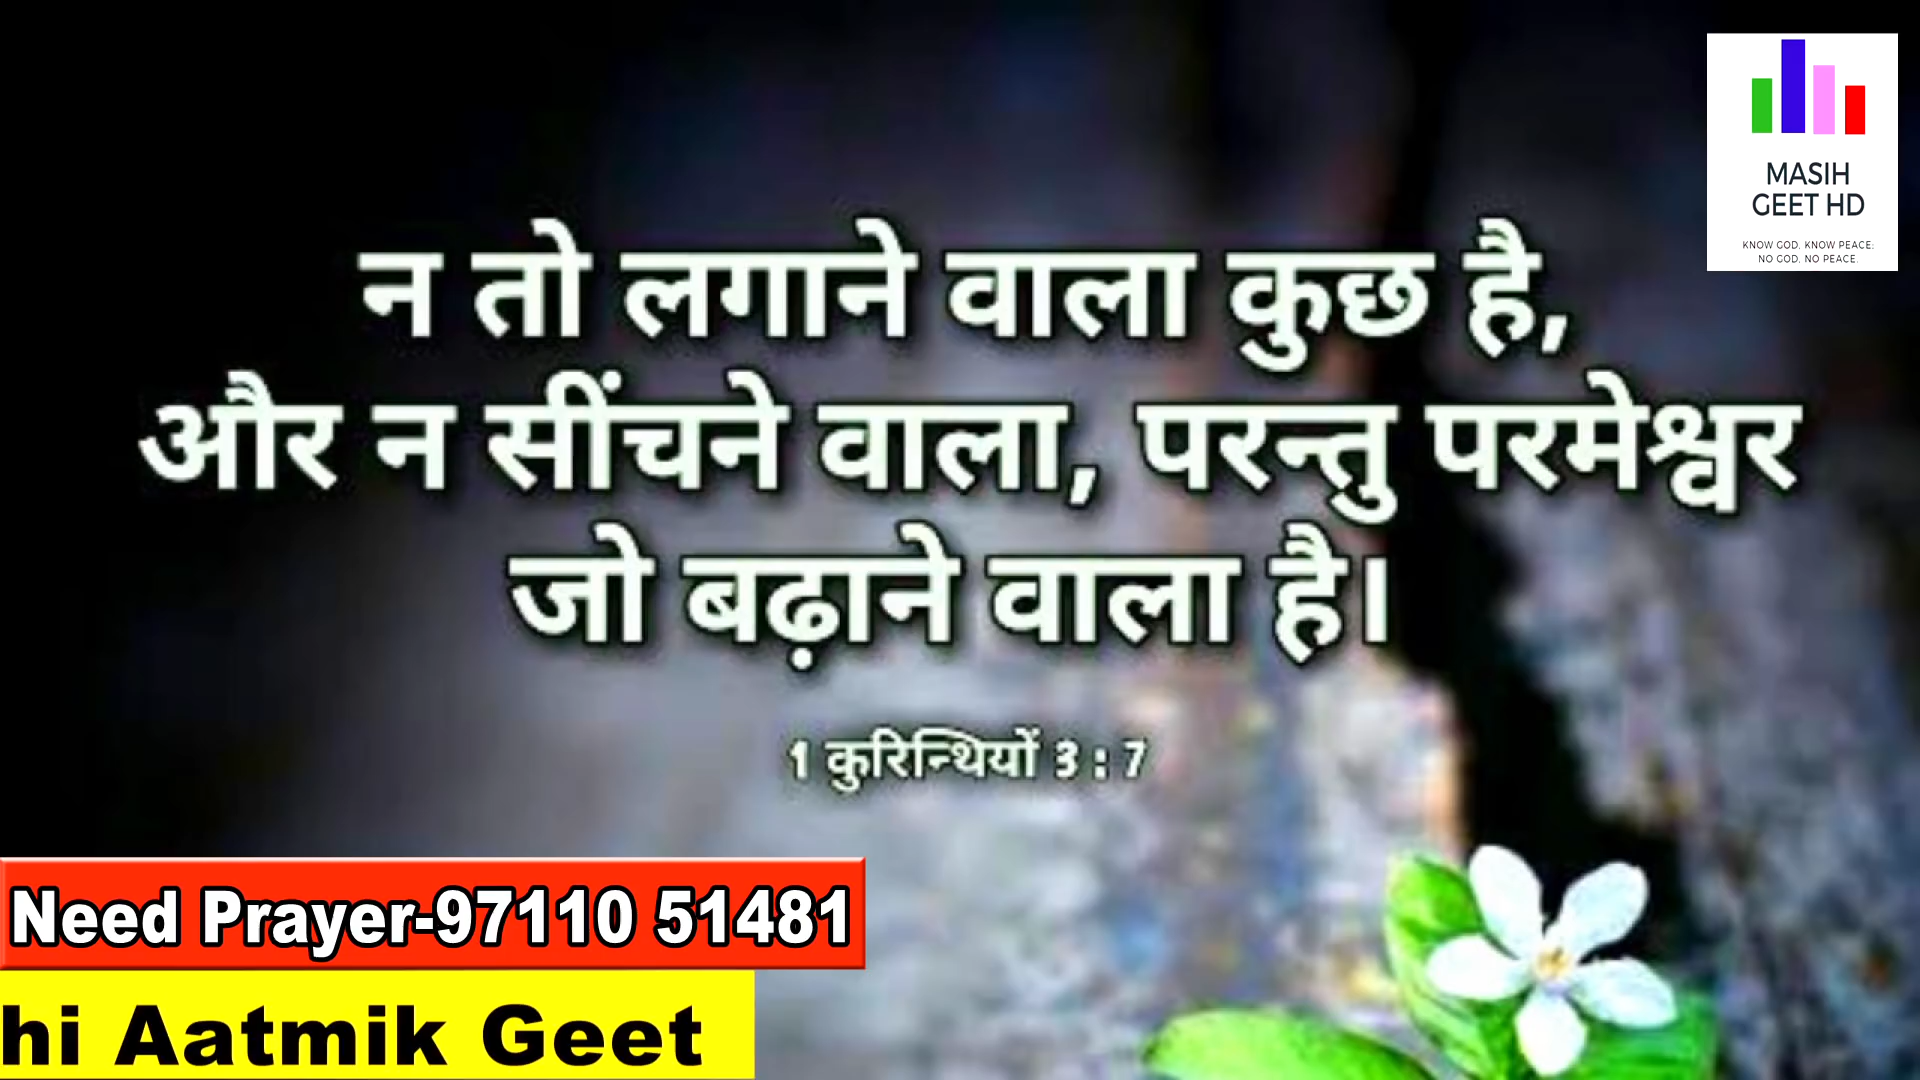 MASIH
GEET HD
KNOW GOD, KNOW PEACE;
NO GOD, NO PEACE.
न तो लगाने वाला कुछ है,
और न सींचने वाला, परन्तु परमेश्वर
जो बढ़ाने वाला है।
1 कुरिन्थियों 3 : 7
Need Prayer-97110 51481
hi Aatmik Geet